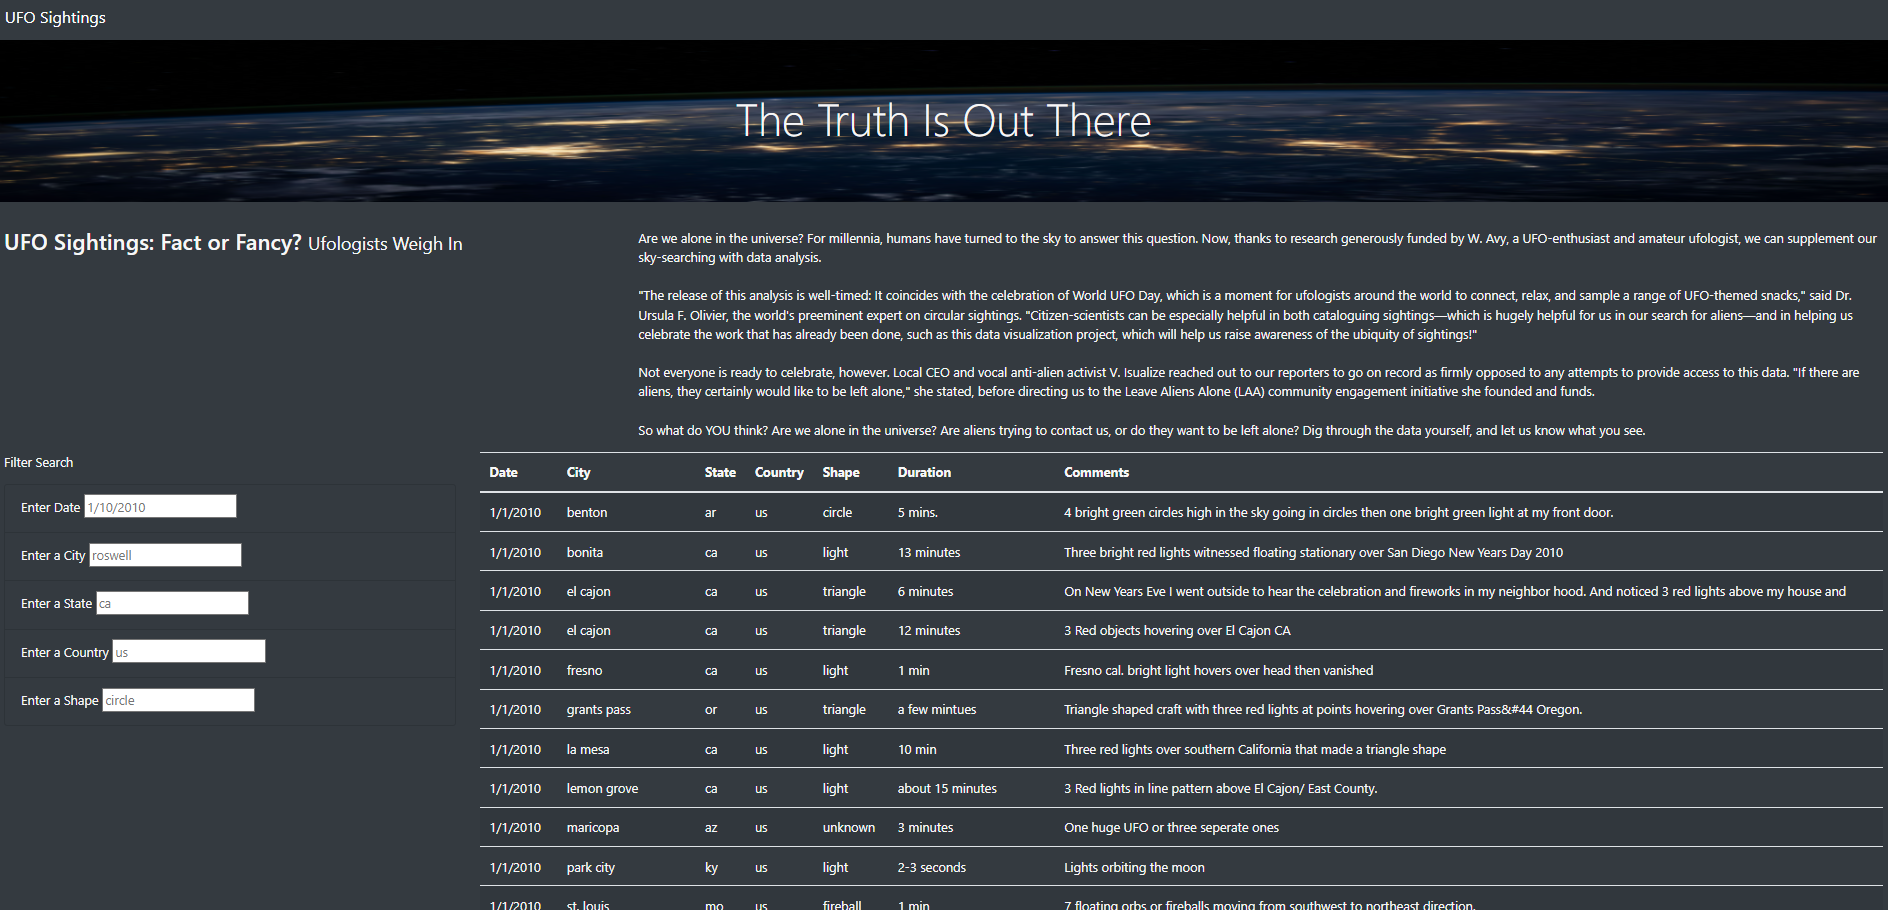 UFO Sightings
The Truth Is Out There
UFO Sightings: Fact or Fancy? Ufologists Weigh In
Are we alone in the universe? For millennia, humans have turned to the sky to answer this question. Now, thanks to research generously funded by W. Avy, a UFO-enthusiast and amateur ufologist, we can supplement our
sky-searching with data analysis.
"The release of this analysis is well-timed: It coincides with the celebration of World UFO Day, which is a moment for ufologists around the world to connect, relax, and sample a range of UFO-themed snacks," said Dr.
Ursula F. Olivier, the world's preeminent expert on circular sightings. "Citizen-scientists can be especially helpful in both cataloguing sightings—which is hugely helpful for us in our search for aliens—and in helping us
celebrate the work that has already been done, such as this data visualization project, which will help us raise awareness of the ubiquity of sightings!"
Not everyone is ready to celebrate, however. Local CEO and vocal anti-alien activist V. Isualize reached out to our reporters to go on record as firmly opposed to any attempts to provide access to this data. "If there are
aliens, they certainly would like to be left alone," she stated, before directing us to the Leave Aliens Alone (LAA) community engagement initiative she founded and funds.
So what do YOU think? Are we alone in the universe? Are aliens trying to contact us, or do they want to be left alone? Dig through the data yourself, and let us know what you see.
Filter Search
Enter Date 1/10/2010
Enter a City roswell
Enter a State ca
Enter a Country us
Enter a Shape circle
Date City State Country Shape Duration Comments
1/1/2010 benton ar us circle 5 mins. 4 bright green circles high in the sky going in circles then one bright green light at my front door.
1/1/2010 bonita ca us light 13 minutes Three bright red lights witnessed floating stationary over San Diego New Years Day 2010
1/1/2010 el cajon ca us triangle 6 minutes On New Years Eve I went outside to hear the celebration and fireworks in my neighbor hood. And noticed 3 red lights above my house and
1/1/2010 el cajon ca us triangle 12 minutes 3 Red objects hovering over El Cajon CA
1/1/2010 fresno ca us light 1 min Fresno cal. bright light hovers over head then vanished
1/1/2010 grants pass or us triangle a few mintues Triangle shaped craft with three red lights at points hovering over Grants Pass&#44 Oregon.
1/1/2010 la mesa ca us light 10 min Three red lights over southern California that made a triangle shape
1/1/2010 lemon grove ca us light about 15 minutes 3 Red lights in line pattern above El Cajon/ East County.
1/1/2010 maricopa az us unknown 3 minutes One huge UFO or three seperate ones
1/1/2010 park city ky us light 2-3 seconds Lights orbiting the moon
1/1/2010 st. louis mo us fireball 1 min 7 floating orbs or fireballs moving from southwest to northeast direction.